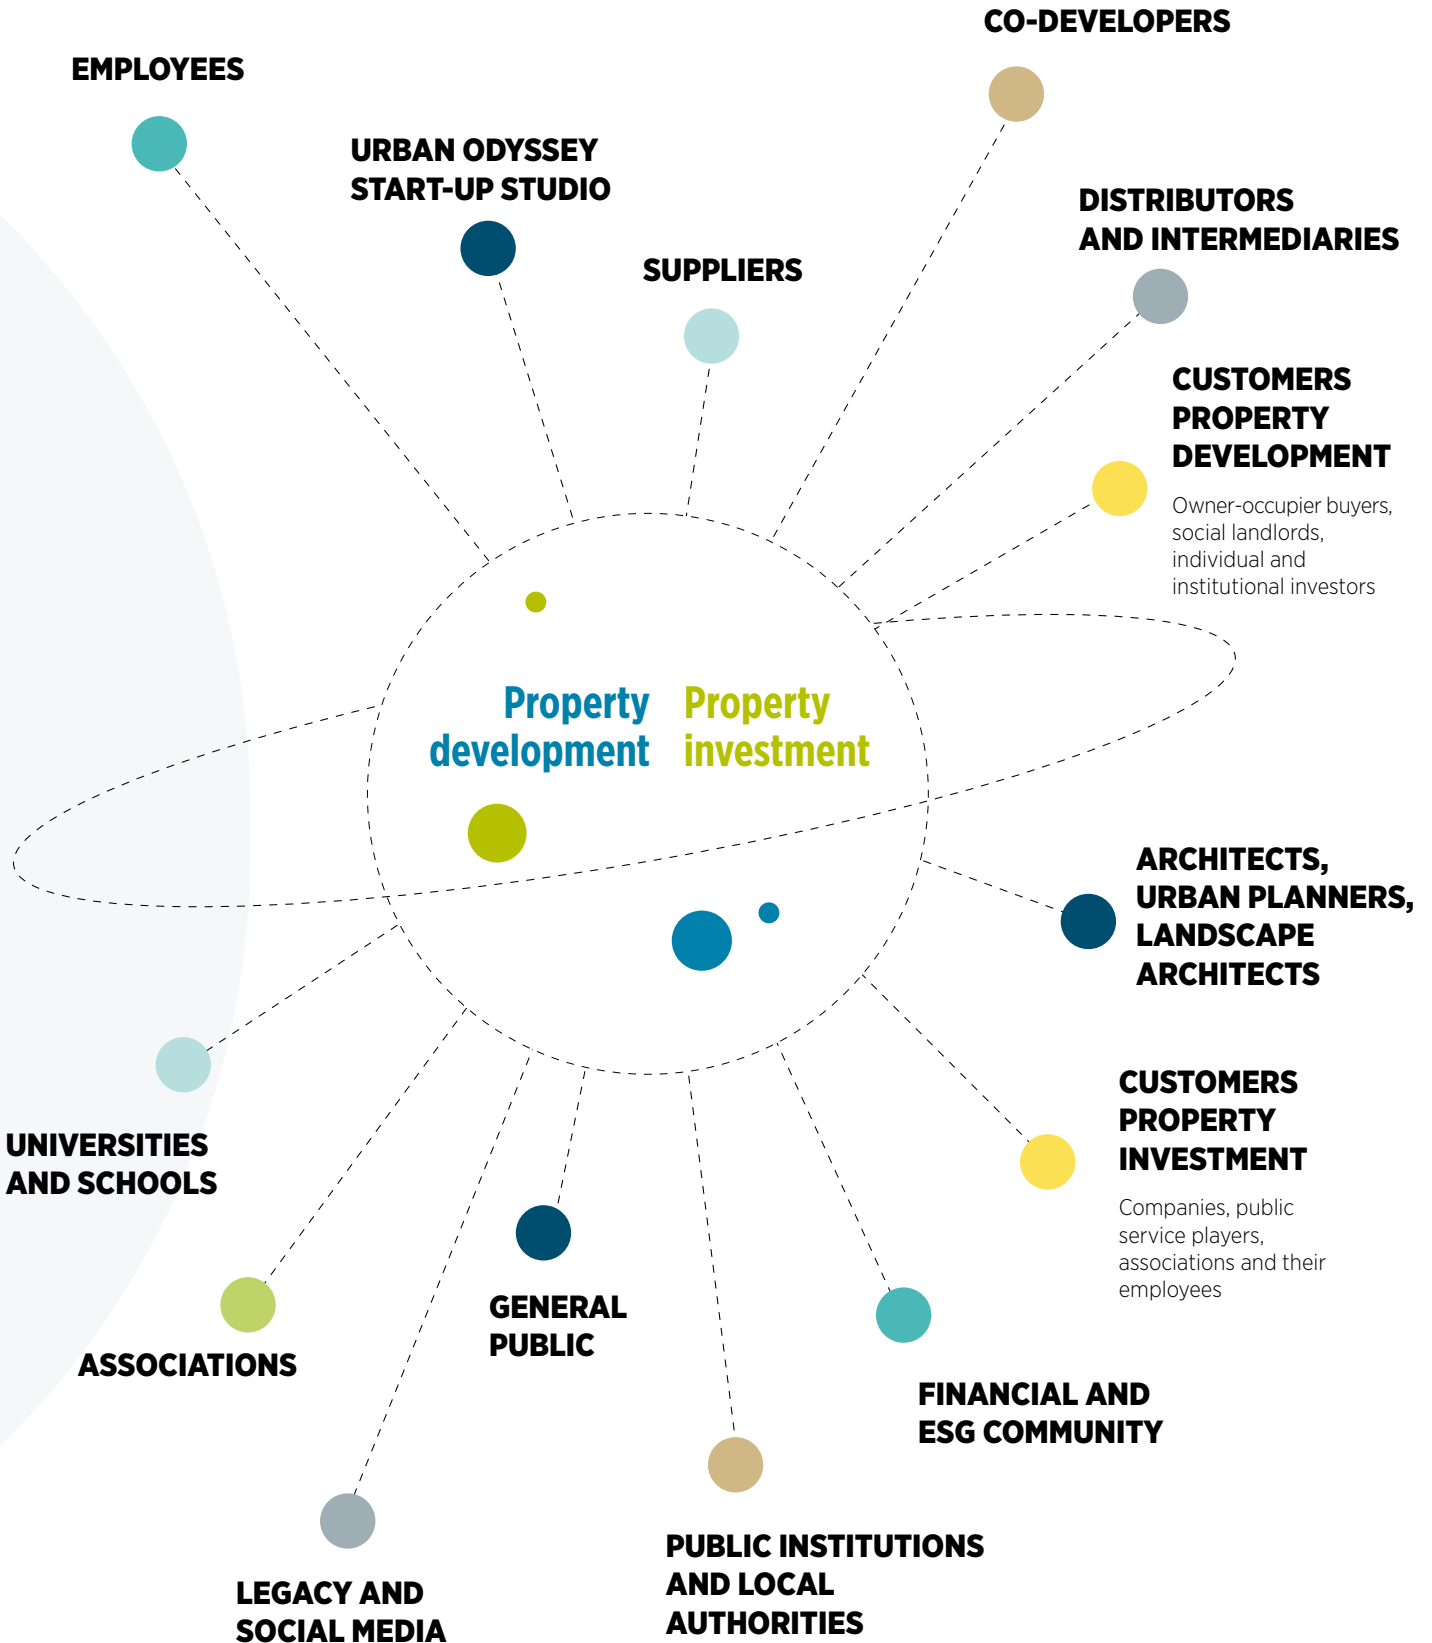 CO-DEVELOPERS
EMPLOYEES
URBAN ODYSSEY
START-UP STUDIO
DISTRIBUTORS
AND INTERMEDIARIES
SUPPLIERS
CUSTOMERS
PROPERTY
DEVELOPMENT
Owner-occupier buyers,
social landlords,
individual and
institutional investors
Property
development
Property
investment
ARCHITECTS,
URBAN PLANNERS,
LANDSCAPE
ARCHITECTS
CUSTOMERS
PROPERTY
INVESTMENT
Companies, public
service players,
associations and their
employees
UNIVERSITIES
AND SCHOOLS
GENERAL
PUBLIC
ASSOCIATIONS
FINANCIAL AND
ESG COMMUNITY
PUBLIC INSTITUTIONS
AND LOCAL
AUTHORITIES
LEGACY AND
SOCIAL MEDIA